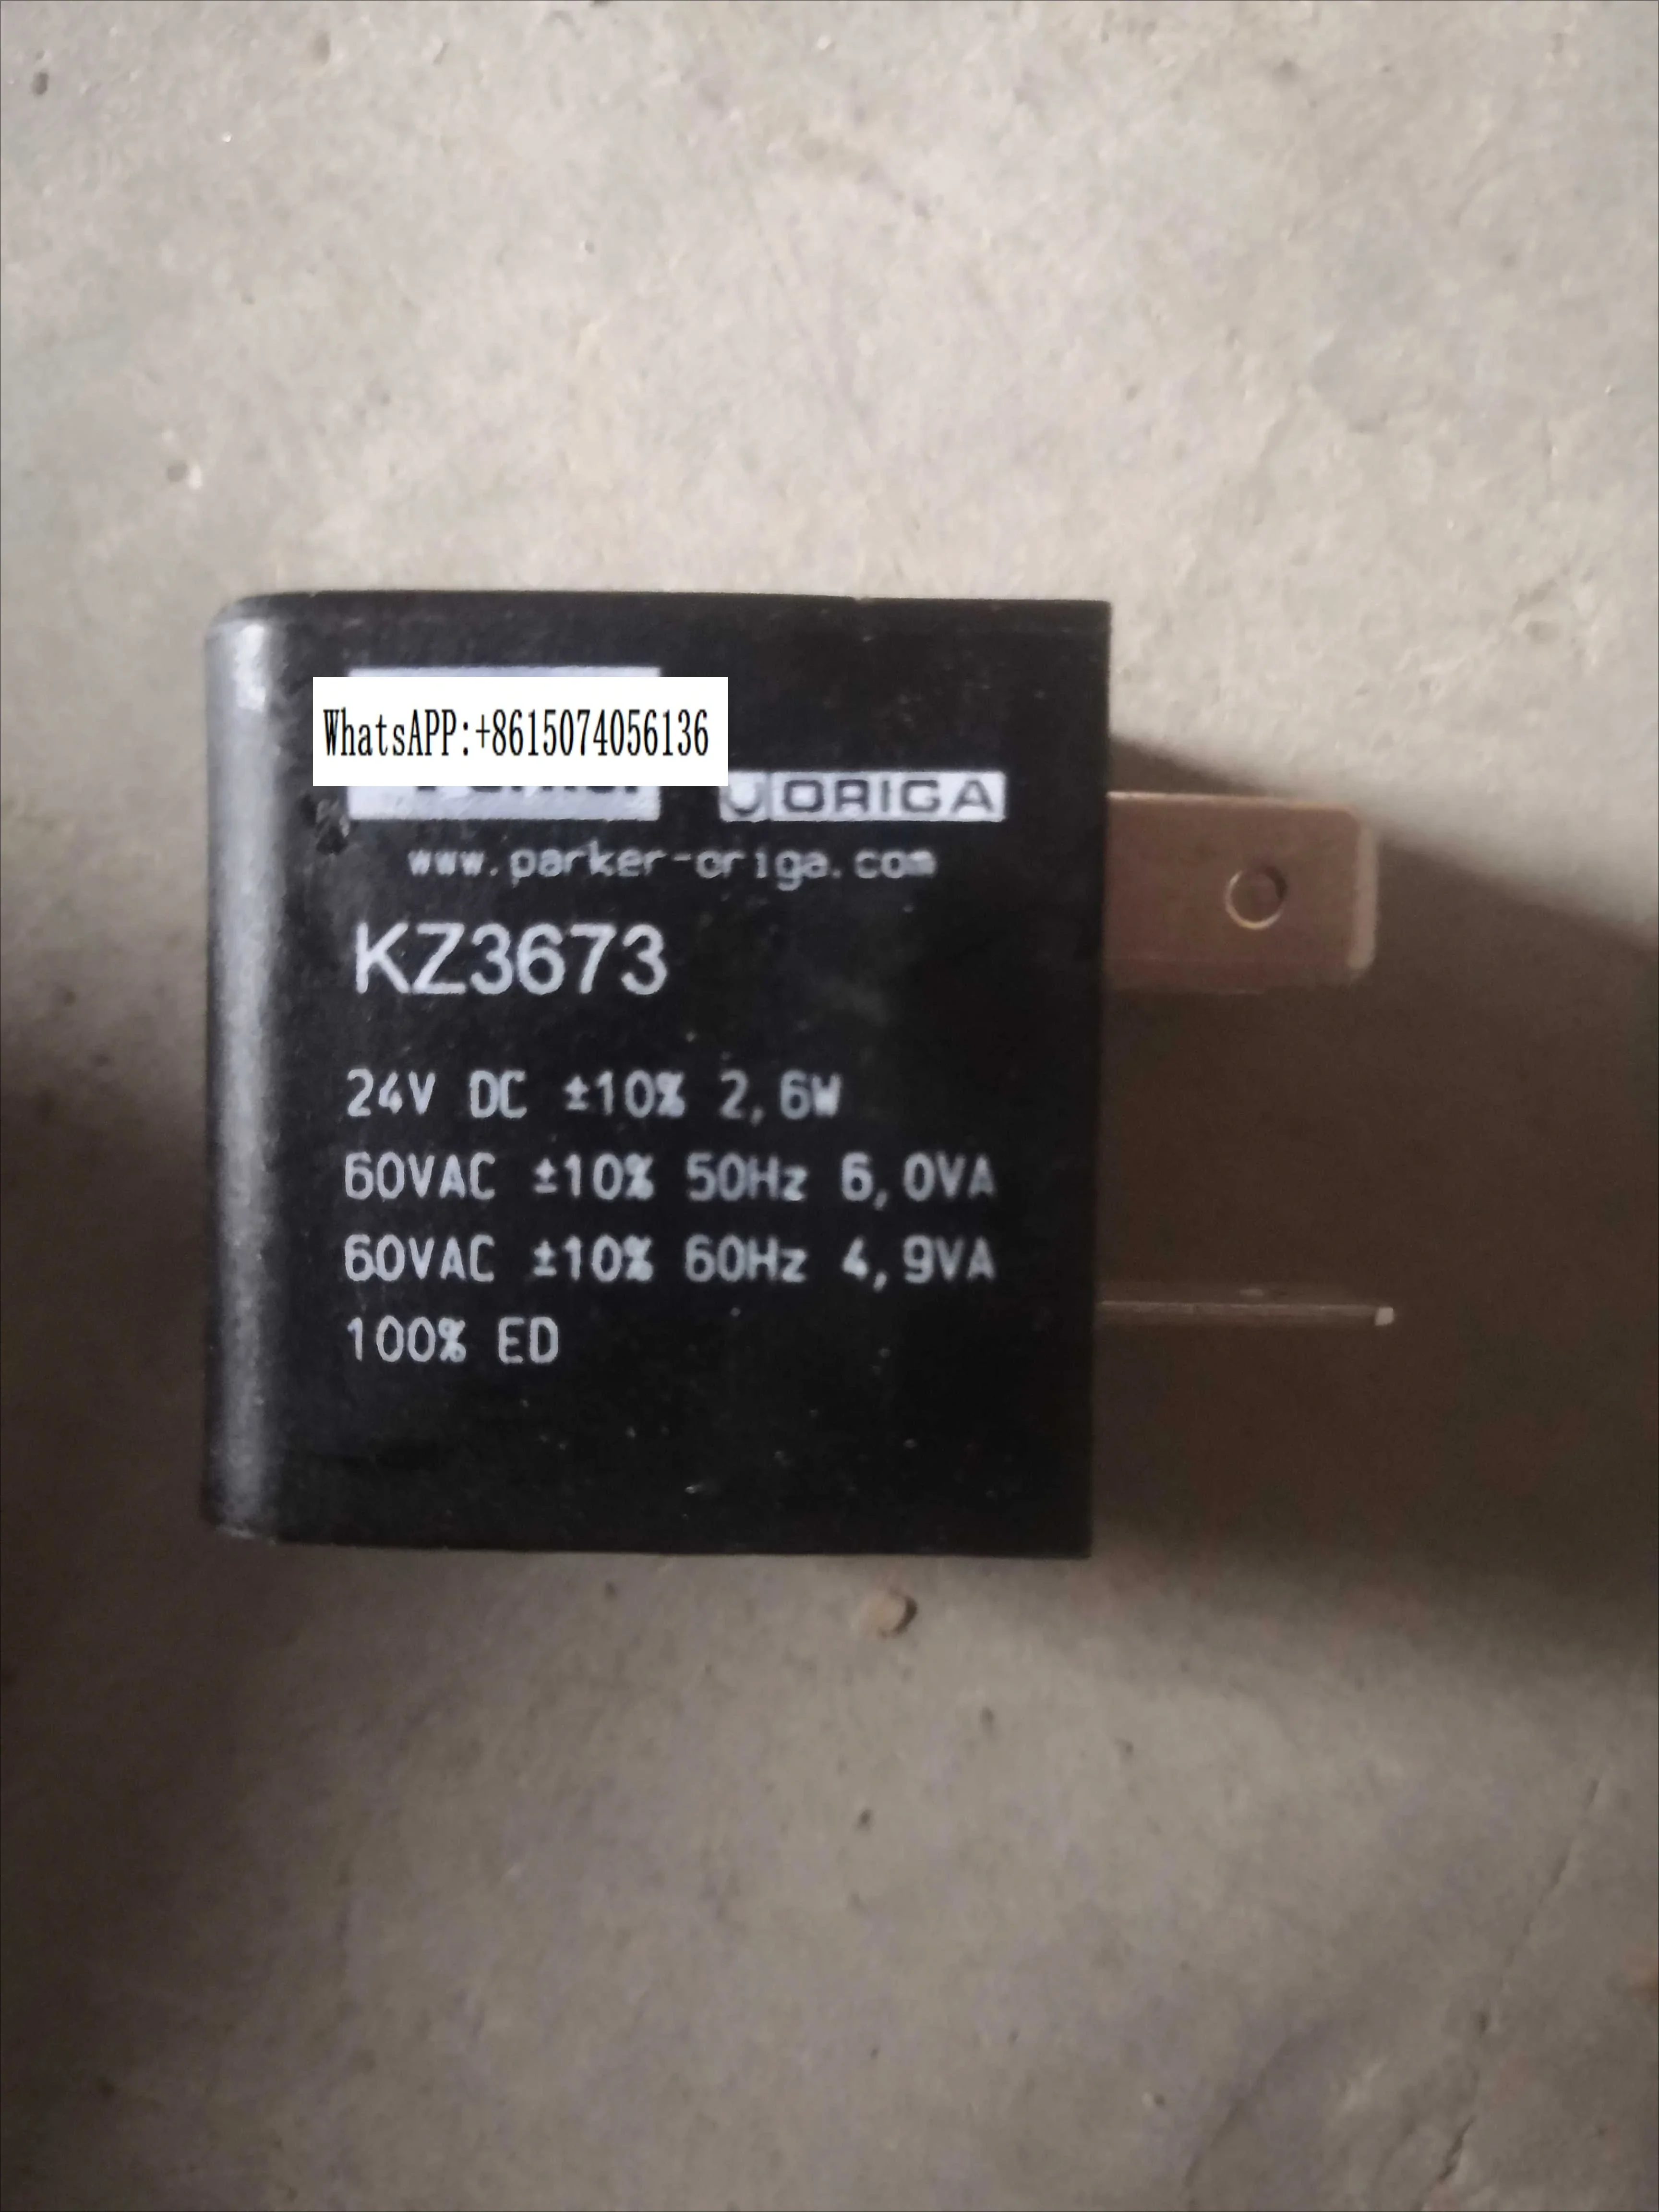 WhatsAPP:+8615074056136
ORIGA
www.parker-origa.com
KZ3673
24V DC ±10% 2,6W
60VAC ±10% 50Hz 6,0VA
60VAC ±10% 60Hz 4,9VA
100% ED